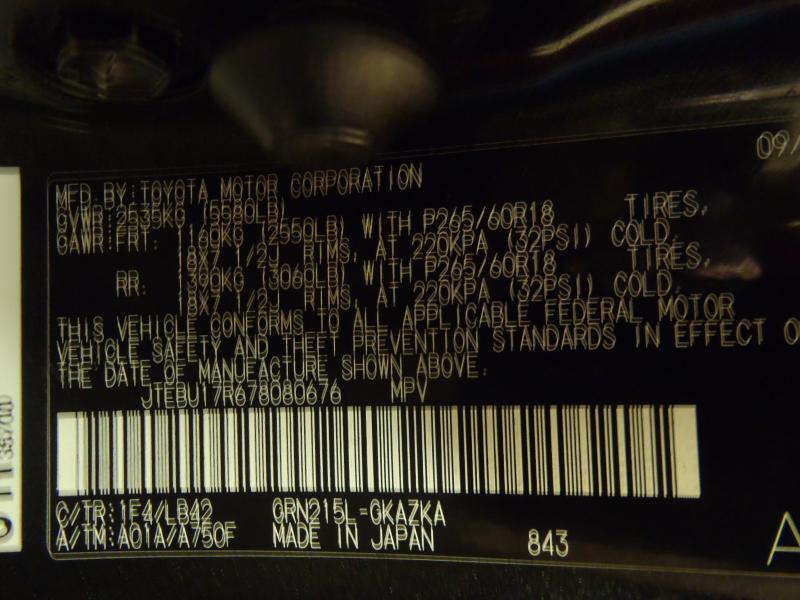 09/
MFD.BY:TOYOTA MOTOR CORPORATION
GVWR:2535KG (5580LB)
GAWR:FRT: 1160KG (2550LB) WITH P265/60R18 TIRES,
18X7 1/2J RIMS, AT 220KPA (32PSI) COLD,
RR: 1390KG (3060LB) WITH P265/60R18 TIRES,
18X7 1/2J RIMS, AT 220KPA (32PSI) COLD,
THIS VEHICLE CONFORMS TO ALL APPLICABLE FEDERAL MOTOR
VEHICLE SAFETY AND THEFT PREVENTION STANDARDS IN EFFECT O
THE DATE OF MANUFACTURE SHOWN ABOVE.
JTEBU17R678080676 MPV
C/TR:1E4/LB42 GRN215L-GKAZKA
A/TM:A01A/A750F MADE IN JAPAN 843
A